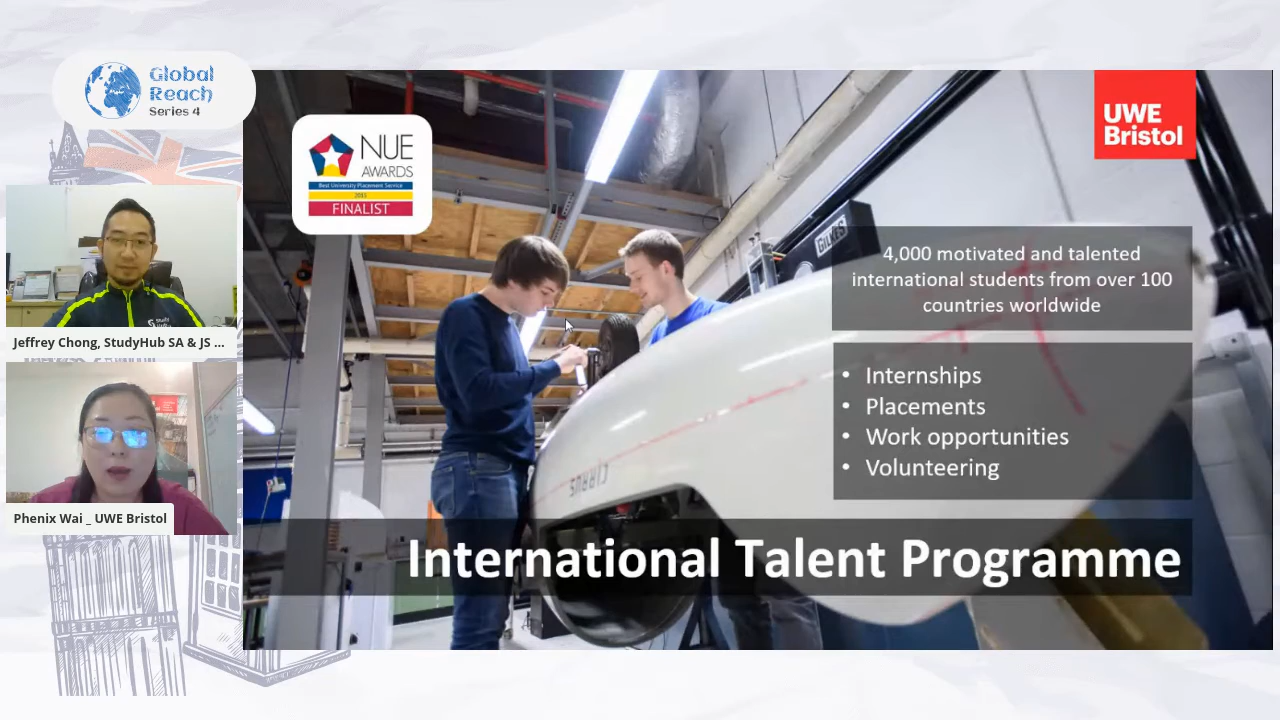 Global
Reach
Series 4
Jeffrey Chong, StudyHub SA & JS ...
Phenix Wai _ UWE Bristol
NUE
AWARDS
Best University Placement Service
FINALIST
UWE
Bristol
GILKES
CIRRUS
4,000 motivated and talented
international students from over 100
countries worldwide
• Internships
• Placements
• Work opportunities
• Volunteering
International Talent Programme